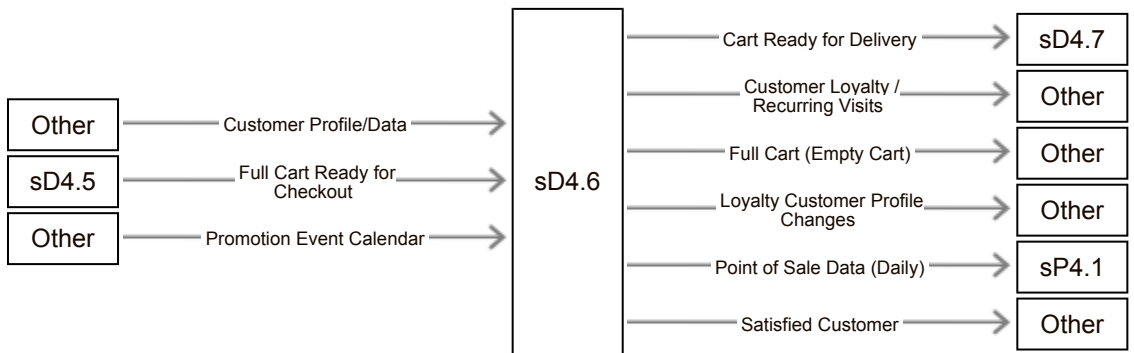 Other
Customer Profile/Data
sD4.5
Full Cart Ready for
Checkout
Other
Promotion Event Calendar
sD4.6
Cart Ready for Delivery
sD4.7
Customer Loyalty /
Recurring Visits
Other
Full Cart (Empty Cart)
Other
Loyalty Customer Profile
Changes
Other
Point of Sale Data (Daily)
sP4.1
Satisfied Customer
Other